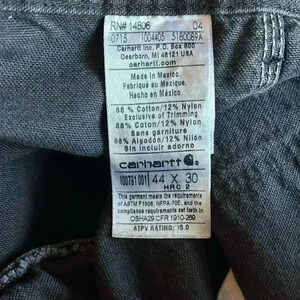 RN# 14806 04
0715 1004405 5180089A
Carhartt Inc. P.O. Box 600
Dearborn, MI 48121 USA
carhartt.com
Made in Mexico.
Fabriqué au Mexique.
Hecho en México.
88 % Cotton/12% Nylon
Exclusive of Trimming
88 % Coton/12% Nylon
Sans garniture
88 % Algodón/12% Nilón
Sin incluir adorno
carhartt
100791 001 44 X 30
HRC 2
This garment meets the requirements
of ASTM F1506, NFPA-70E, and the
compliance requirements set forth in
OSHA29 CFR 1910-269
ATPV RATING: 15.0